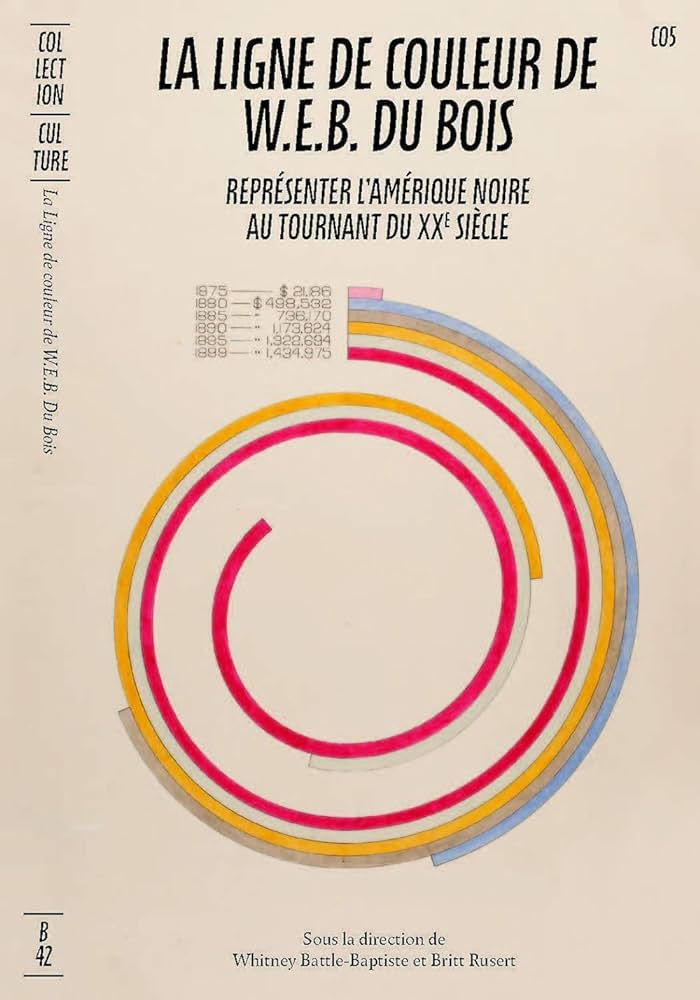 COL
LECT
ION
CUL
TURE
La Ligne de couleur de W.E.B. Du Bois
C05
LA LIGNE DE COULEUR DE
W.E.B. DU BOIS
REPRÉSENTER L'AMÉRIQUE NOIRE
AU TOURNANT DU XXE SIÈCLE
1875 — $ 21,186
1880 — $ 498,532
1885 — " 736,170
1890 — " 1,173,624
1895 — " 1,322,694
1899 — " 1,434,975
B
42
Sous la direction de
Whitney Battle-Baptiste et Britt Rusert